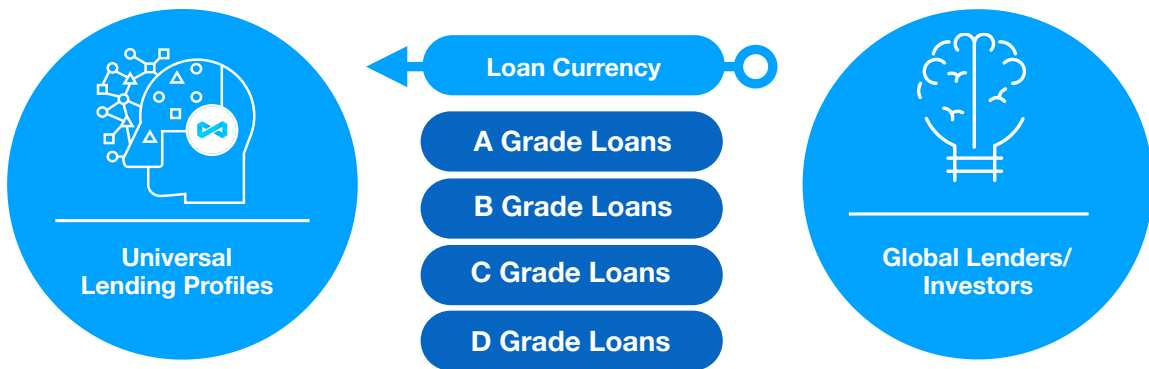 Loan Currency
A Grade Loans
B Grade Loans
C Grade Loans
D Grade Loans
Universal
Lending Profiles
Global Lenders/
Investors